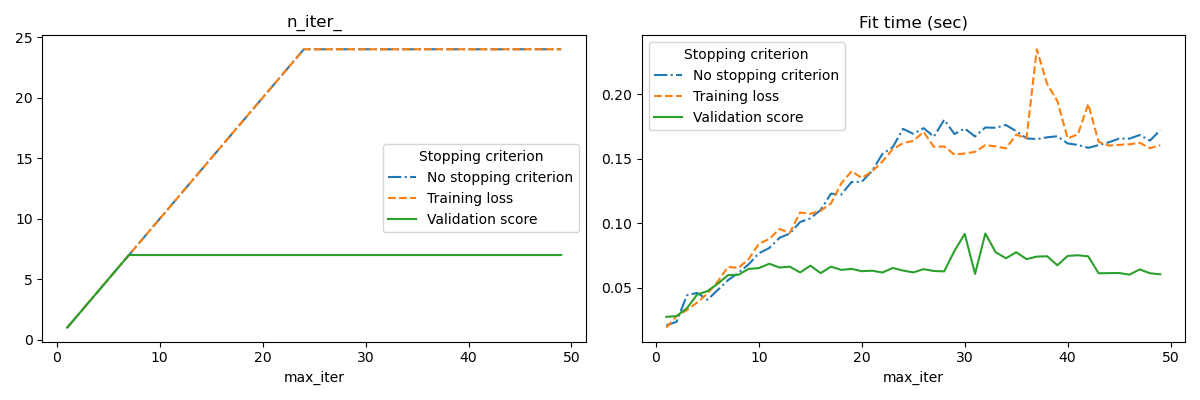 n_iter_
25
20
15
10
5
0
Stopping criterion
No stopping criterion
Training loss
Validation score
0 10 20 30 40 50
max_iter
Fit time (sec)
0.20
0.15
0.10
0.05
Stopping criterion
No stopping criterion
Training loss
Validation score
0 10 20 30 40 50
max_iter